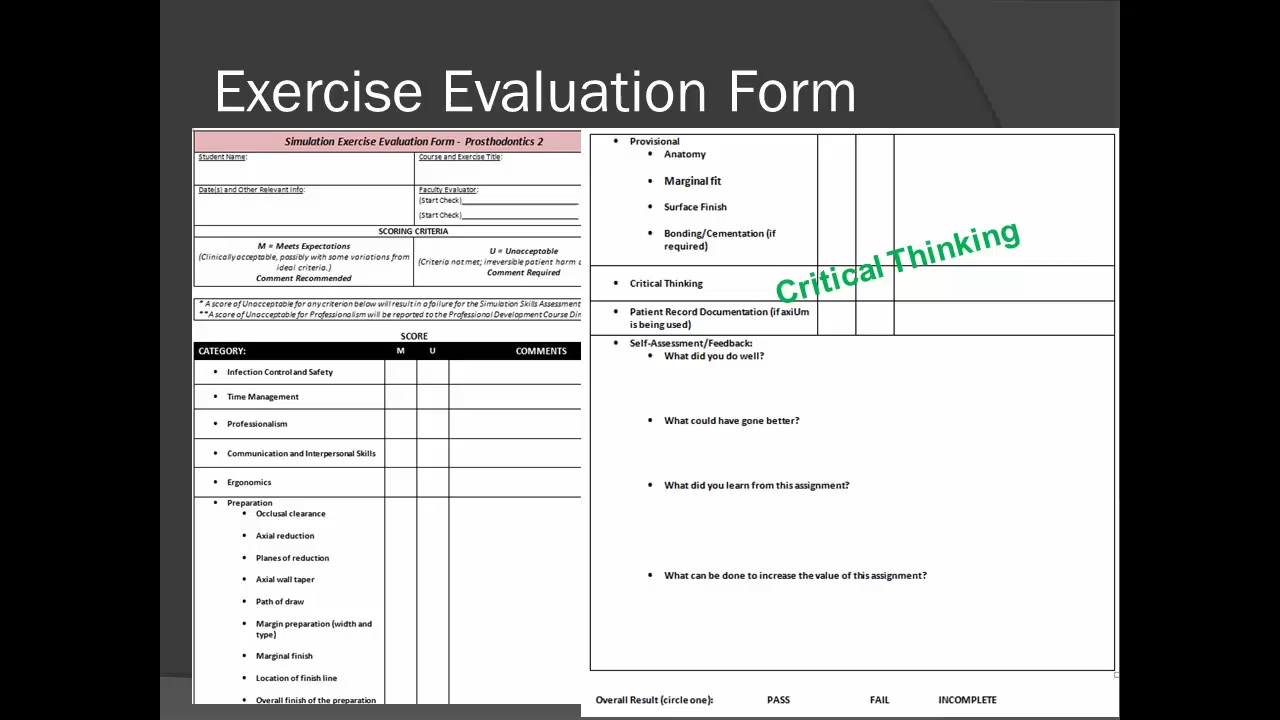 Exercise Evaluation Form
Simulation Exercise Evaluation Form - Prosthodontics 2
Student Name:
Course and Exercise Title:
Date(s) and Other Relevant Info:
Faculty Evaluator:
(Start Check)
(Start Check)
SCORING CRITERIA
M = Meets Expectations
(Clinically acceptable, possibly with some variations from
ideal criteria.)
Comment Recommended
U = Unacceptable
(Criteria not met; irreversible patient harm
Comment Required
* A score of Unacceptable for any criterion below will result in a failure for the Simulation Skills Assessment
**A score of Unacceptable for Professionalism will be reported to the Professional Development Course Dir
SCORE
CATEGORY: M U COMMENTS
• Infection Control and Safety
• Time Management
• Professionalism
• Communication and Interpersonal Skills
• Ergonomics
• Preparation
• Occlusal clearance
• Axial reduction
• Planes of reduction
• Axial wall taper
• Path of draw
• Margin preparation (width and
type)
• Marginal finish
• Location of finish line
• Overall finish of the preparation
• Provisional
• Anatomy
• Marginal fit
• Surface Finish
• Bonding/Cementation (if
required)
• Critical Thinking
Critical Thinking
• Patient Record Documentation (if axiUm
is being used)
• Self-Assessment/Feedback:
• What did you do well?
• What could have gone better?
• What did you learn from this assignment?
• What can be done to increase the value of this assignment?
Overall Result (circle one): PASS FAIL INCOMPLETE